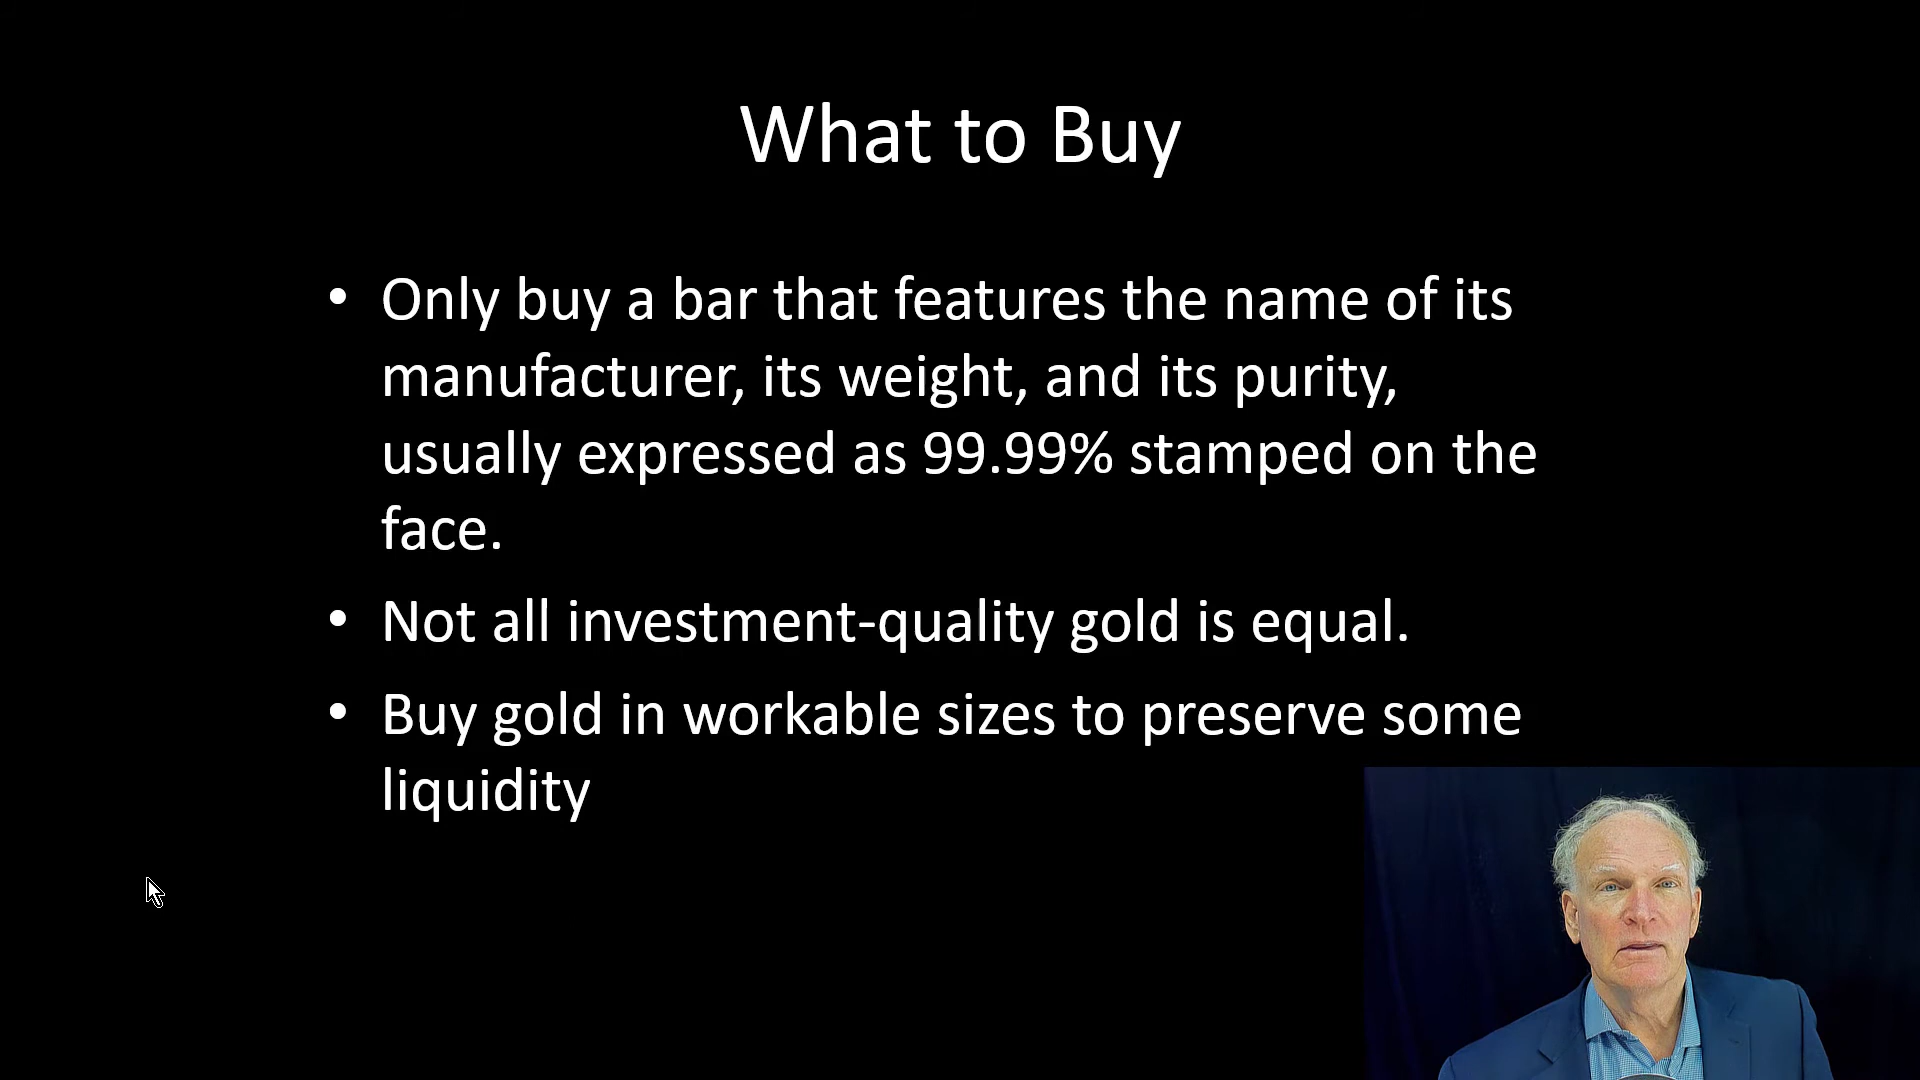 What to Buy
• Only buy a bar that features the name of its
manufacturer, its weight, and its purity,
usually expressed as 99.99% stamped on the
face.
• Not all investment-quality gold is equal.
• Buy gold in workable sizes to preserve some
liquidity